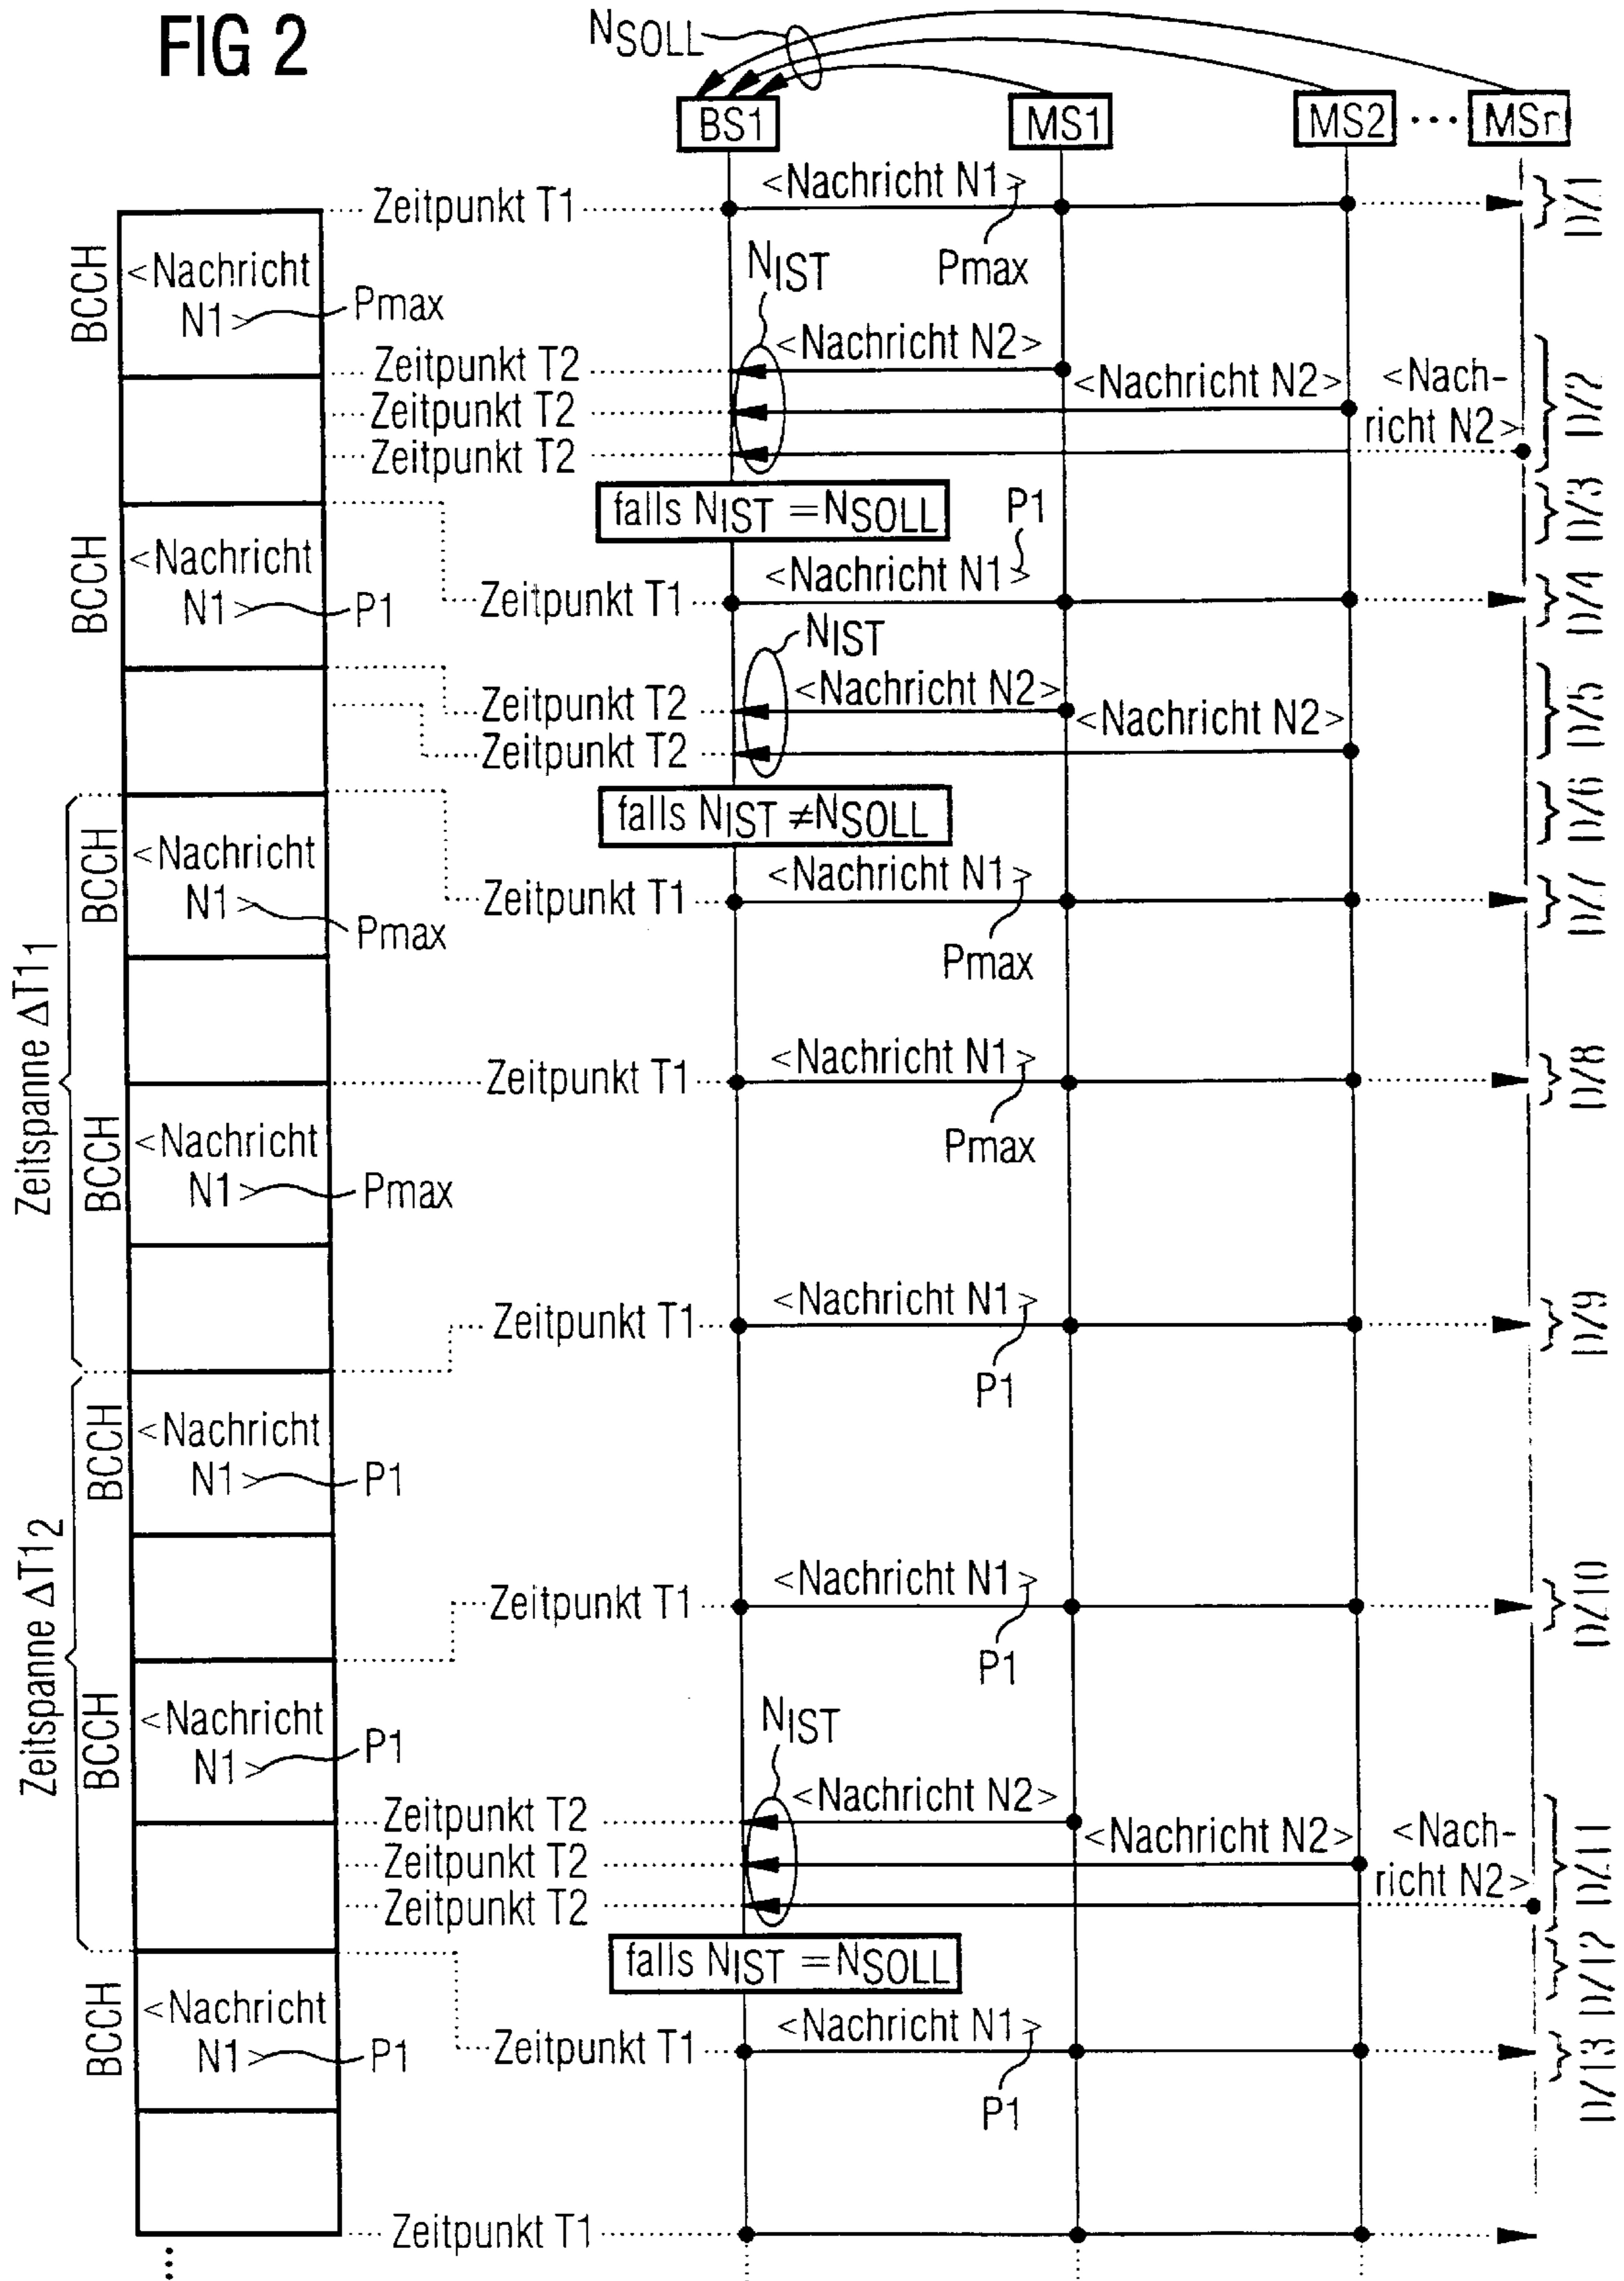 FIG 2
NSOLL
BS1
MS1
MS2
MSr
<Nachricht N1>
Zeitpunkt T1
D/1
BCCH
<Nachricht
N1>
Pmax
Pmax
NIST
<Nachricht N2>
Zeitpunkt T2
<Nachricht N2>
<Nach-
Zeitpunkt T2
richt N2>
Zeitpunkt T2
D/2
falls NIST = NSOLL
P1
D/3
BCCH
<Nachricht
N1>
P1
<Nachricht N1>
Zeitpunkt T1
D/4
NIST
<Nachricht N2>
Zeitpunkt T2
<Nachricht N2>
Zeitpunkt T2
D/5
falls NIST ≠ NSOLL
D/6
Zeitspanne ΔT11
BCCH
<Nachricht
N1>
Pmax
<Nachricht N1>
Zeitpunkt T1
Pmax
D/7
<Nachricht N1>
Zeitpunkt T1
Pmax
D/8
BCCH
<Nachricht
N1>
Pmax
<Nachricht N1>
Zeitpunkt T1
P1
D/9
Zeitspanne ΔT12
BCCH
<Nachricht
N1>
P1
<Nachricht N1>
Zeitpunkt T1
P1
D/10
BCCH
<Nachricht
N1>
P1
NIST
<Nachricht N2>
Zeitpunkt T2
<Nachricht N2>
<Nach-
Zeitpunkt T2
richt N2>
Zeitpunkt T2
D/11
falls NIST = NSOLL
D/12
BCCH
<Nachricht
N1>
P1
<Nachricht N1>
Zeitpunkt T1
P1
D/13
Zeitpunkt T1